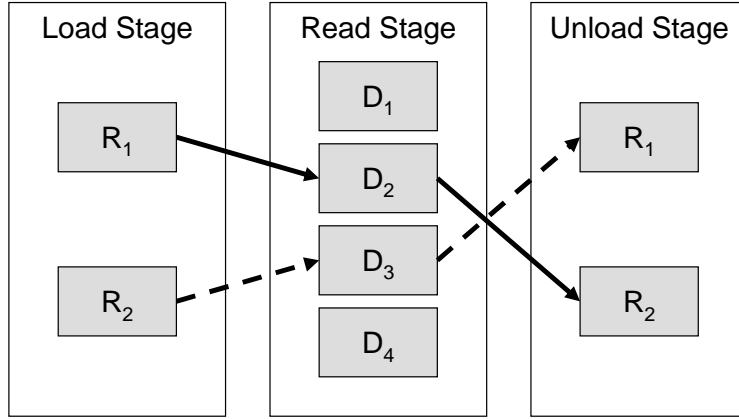 Load Stage
R₁
R₂
Read Stage
D₁
D₂
D₃
D₄
Unload Stage
R₁
R₂